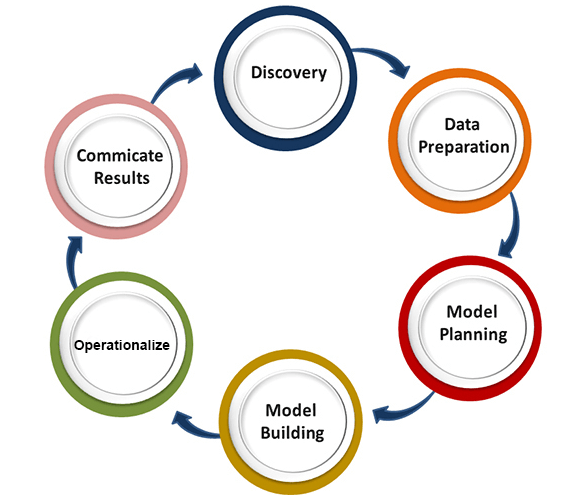 Discovery
Data
Preparation
Model
Planning
Model
Building
Operationalize
Commicate
Results